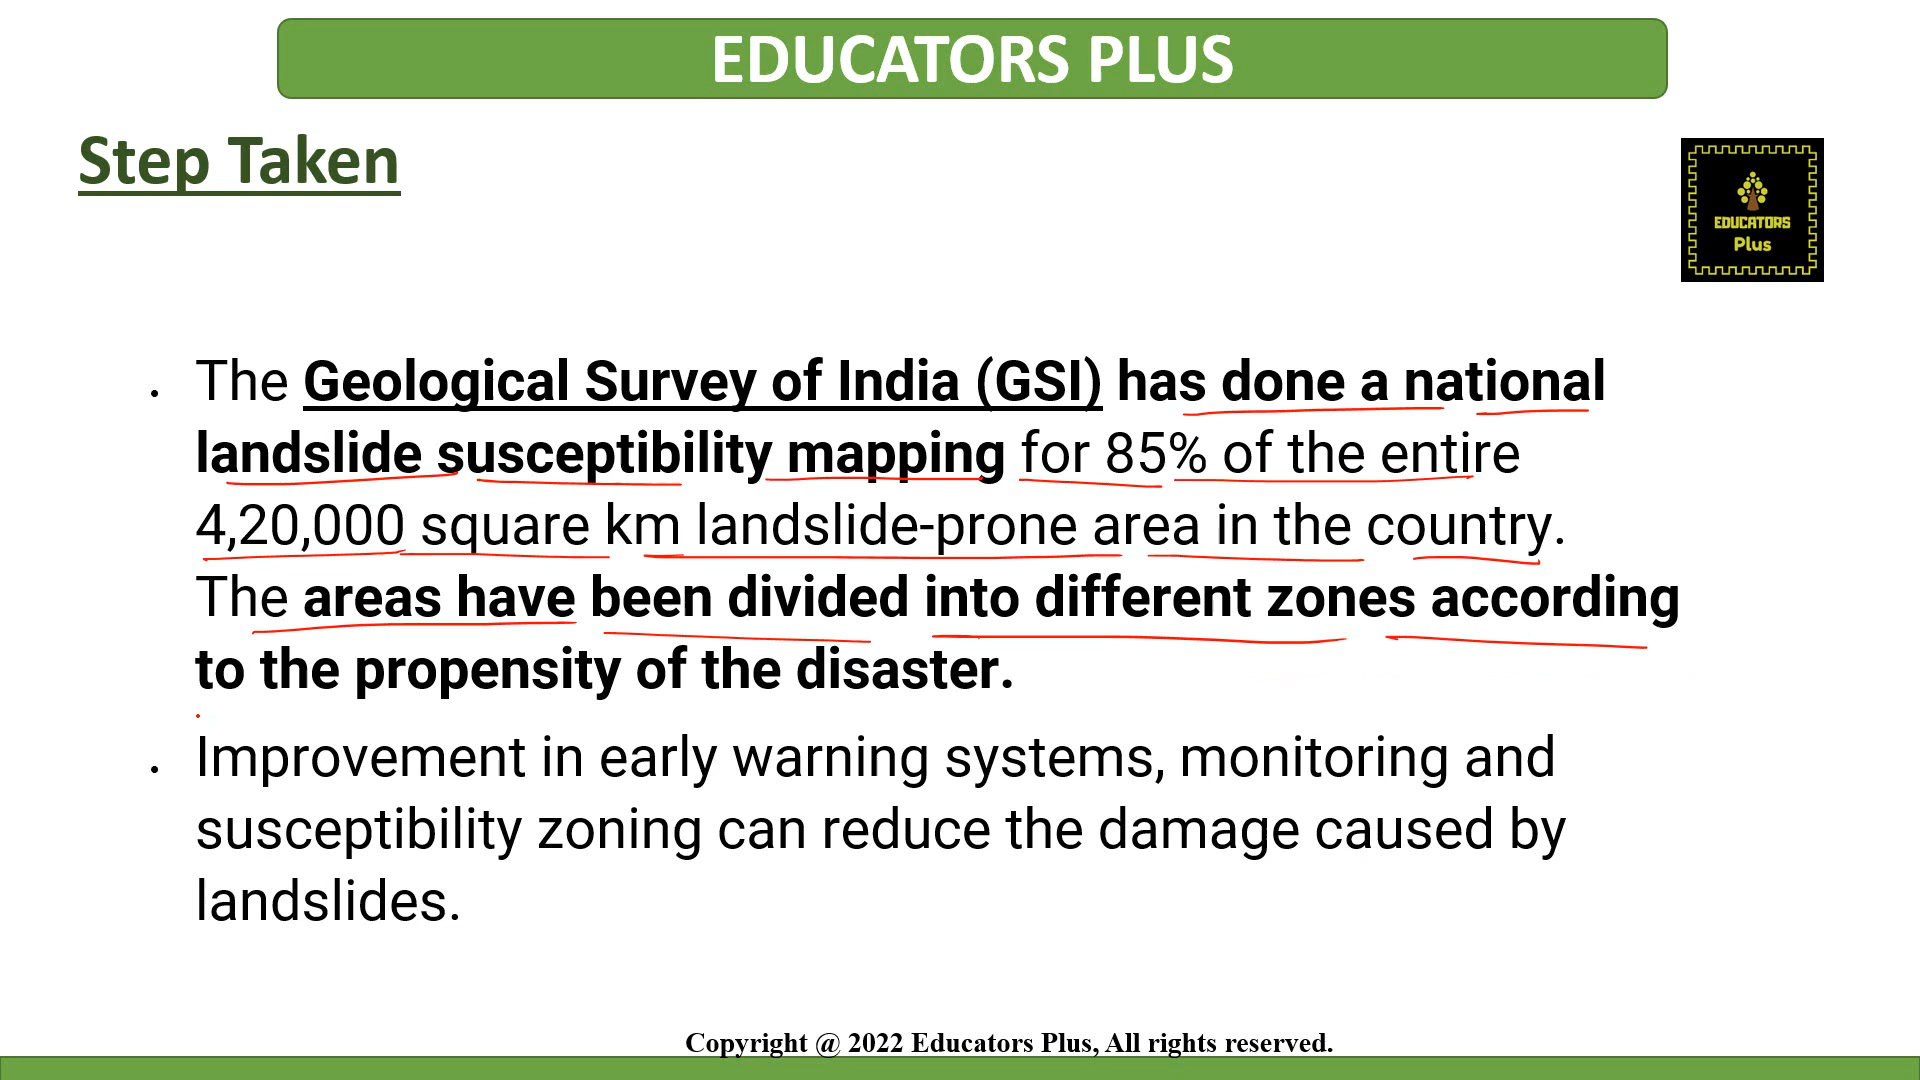 EDUCATORS PLUS
Step Taken
EDUCATORS
Plus
• The Geological Survey of India (GSI) has done a national
landslide susceptibility mapping for 85% of the entire
4,20,000 square km landslide-prone area in the country.
The areas have been divided into different zones according
to the propensity of the disaster.
• Improvement in early warning systems, monitoring and
susceptibility zoning can reduce the damage caused by
landslides.
Copyright @ 2022 Educators Plus, All rights reserved.